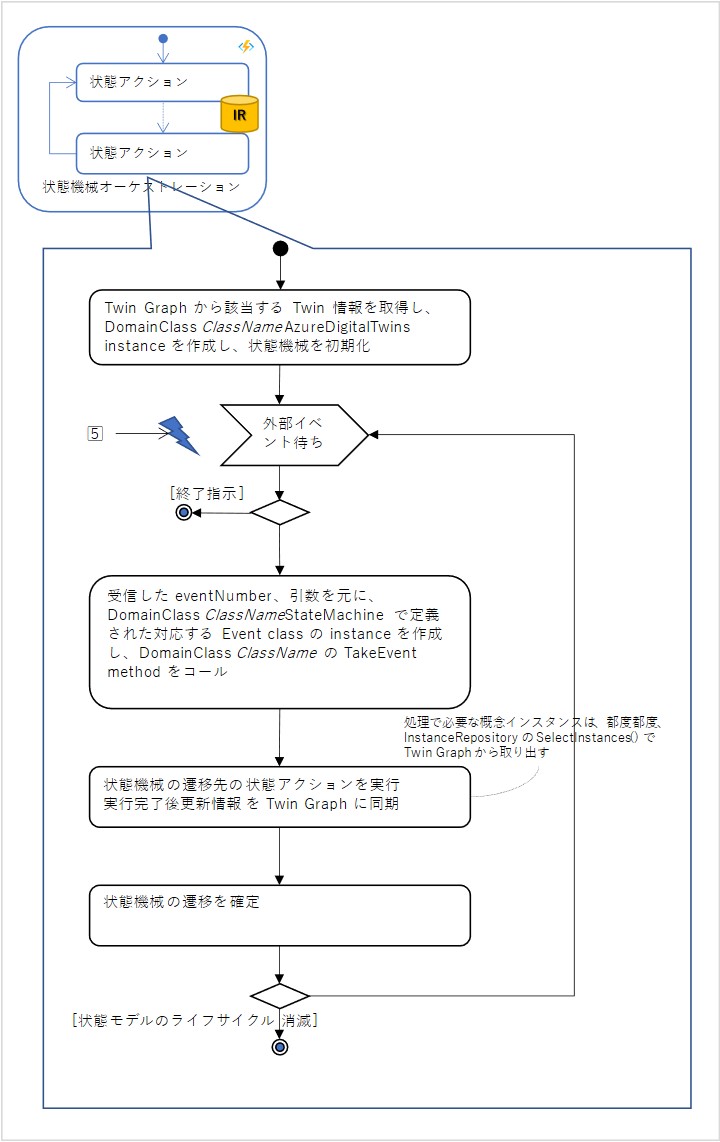 状態アクション
IR
状態アクション
状態機械オーケストレーション
Twin Graph から該当する Twin 情報を取得し、
DomainClass ClassNameAzureDigitalTwins
instance を作成し、状態機械を初期化
外部イベ
ント待ち
5
[終了指示]
受信した eventNumber、引数を元に、
DomainClass ClassNameStateMachine で定義
された対応する Event class の instance を作成
し、DomainClass ClassName の TakeEvent
method をコール
処理で必要な概念インスタンスは、都度都度、
InstanceRepository の SelectInstances() で
Twin Graph から取り出す
状態機械の遷移先の状態アクションを実行
実行完了後更新情報を Twin Graph に同期
状態機械の遷移を確定
[状態モデルのライフサイクル 消滅]